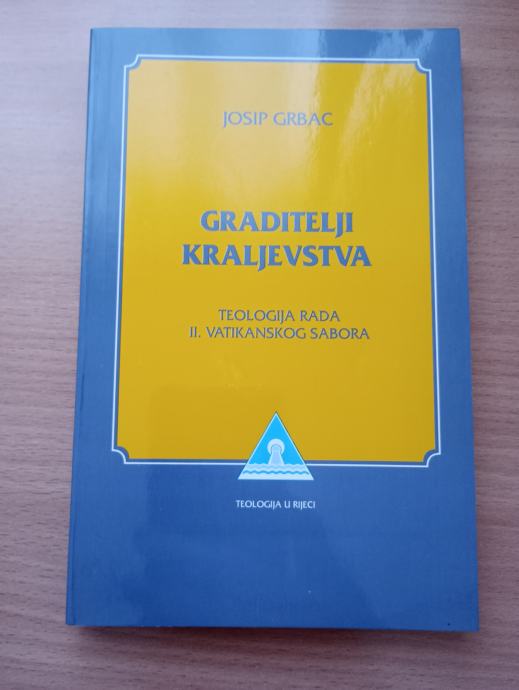 JOSIP GRBAC
GRADITELJI
KRALJEVSTVA
TEOLOGIJA RADA
II. VATIKANSKOG SABORA
TEOLOGIJA U RIJECI